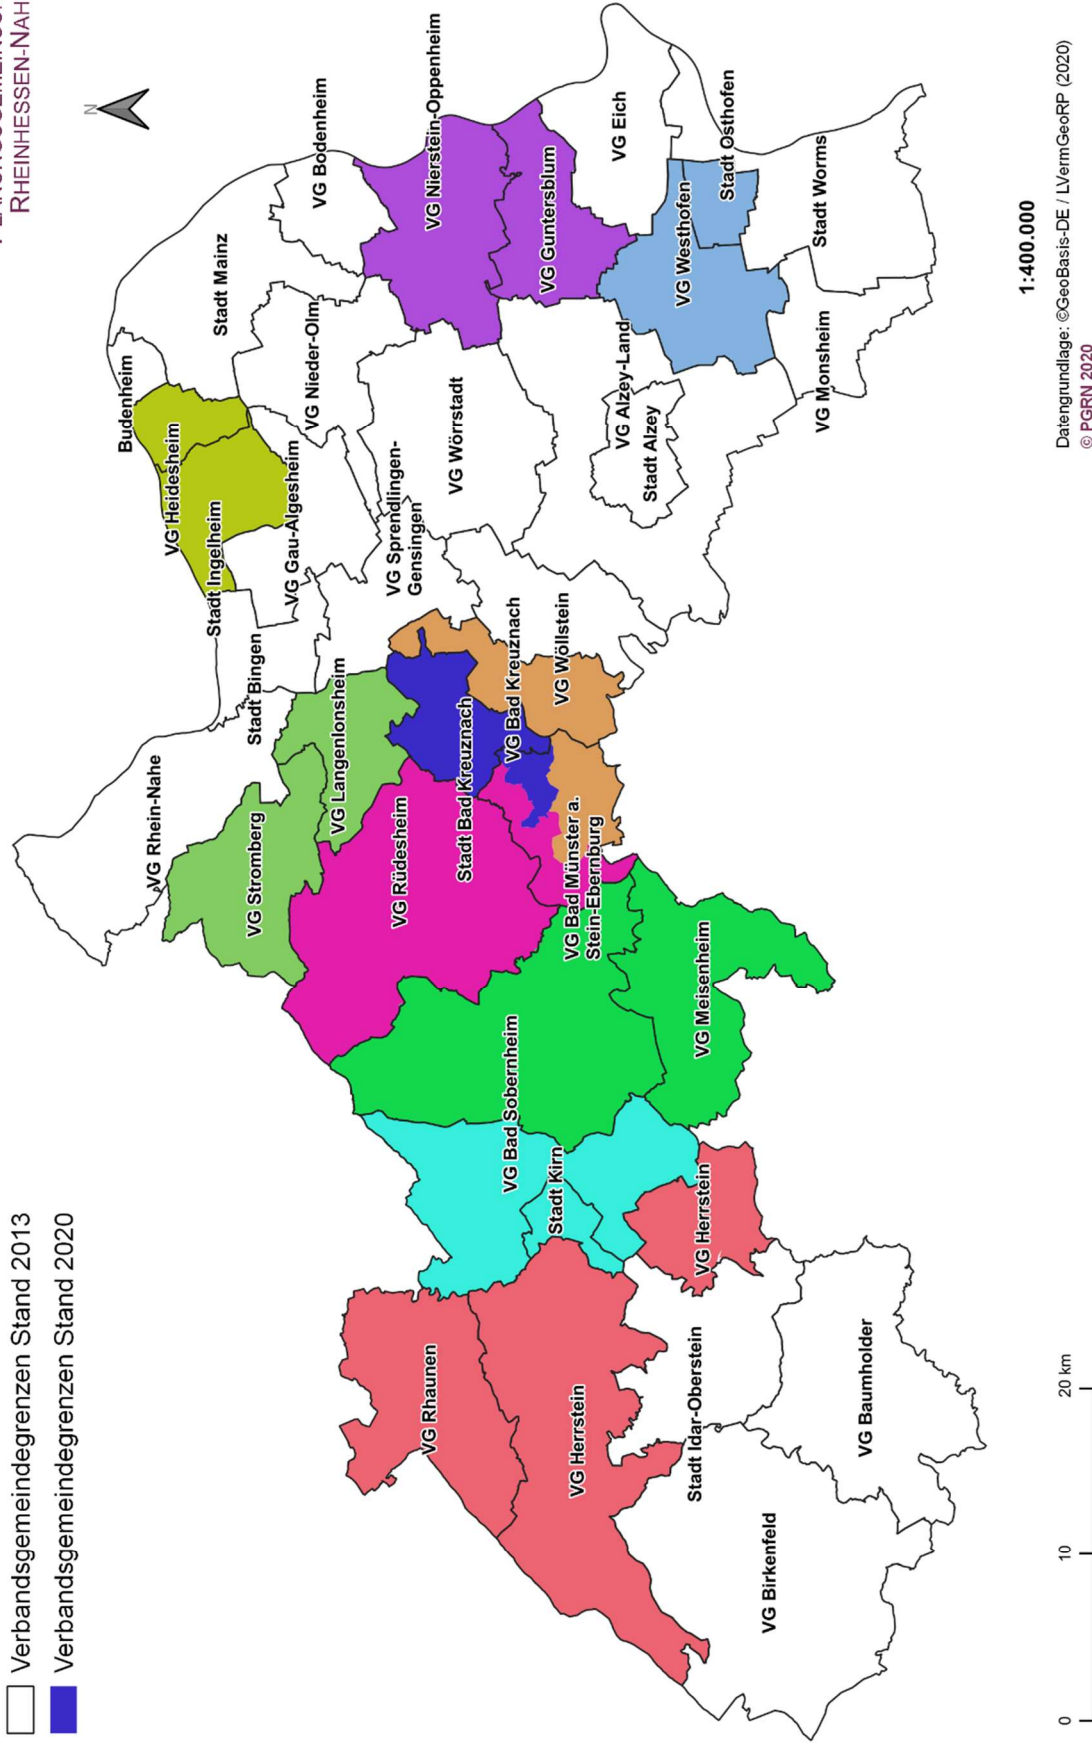 RHEINHESSEN-NAH
Verbandsgemeindegrenzen Stand 2013
Verbandsgemeindegrenzen Stand 2020
N
VG Rhein-Nahe
VG Stromberg
Stadt Bingen
VG Langenlonsheim
Stadt Ingelheim
VG Heidesheim
Budenheim
Stadt Mainz
VG Bodenheim
VG Gau-Algesheim
VG Nieder-Olm
VG Nierstein-Oppenheim
VG Sprendlingen-
Gensingen
VG Wörrstadt
VG Guntersblum
VG Eich
VG Rüdesheim
Stadt Bad Kreuznach
VG Bad Kreuznach
VG Wöllstein
VG Alzey-Land
Stadt Alzey
VG Westhofen
Stadt Osthofen
VG Bad Münster a.
Stein-Ebernburg
VG Monsheim
Stadt Worms
VG Rhaunen
VG Bad Sobernheim
Stadt Kirn
VG Herrstein
VG Herrstein
VG Meisenheim
Stadt Idar-Oberstein
VG Birkenfeld
VG Baumholder
1:400.000
0
10
20 km
Datengrundlage: ©GeoBasis-DE / LVermGeoRP (2020)
© PGRN 2020